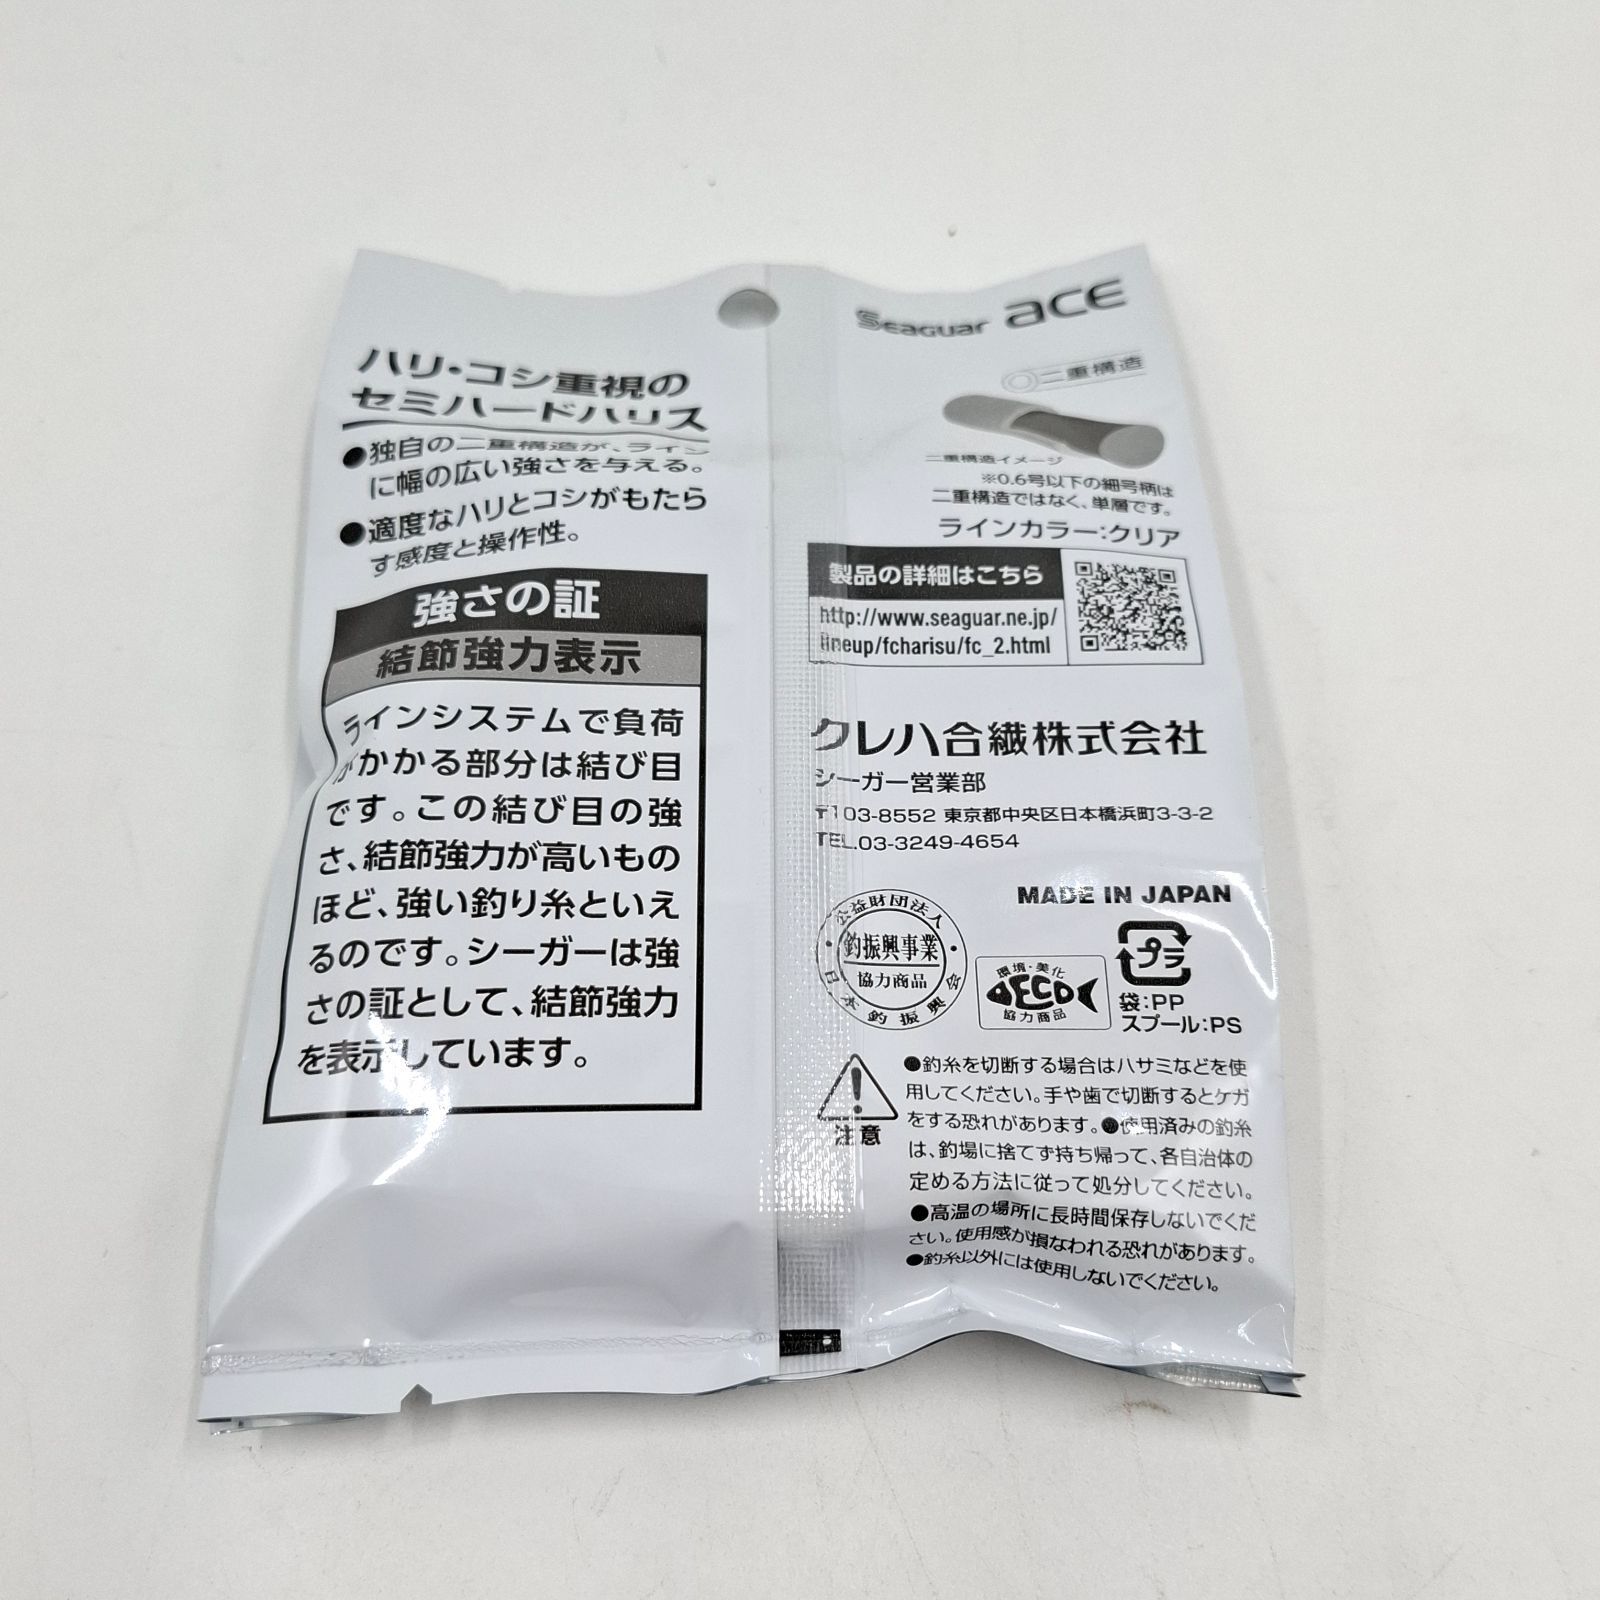 ハリ・コシ重視の
セミハードハリス
●独自の二重構造が、ライン
に幅の広い強さを与える。
●適度なハリとコシがもたら
す感度と操作性。
強さの証
結節強力表示
ラインシステムで負荷
がかかる部分は結び目
です。この結び目の強
さ、結節強力が高いもの
ほど、強い釣り糸といえ
るのです。シーガーは強
さの証として、結節強力
を表示しています。
Seaguar ace
二重構造
二重構造イメージ
※0.6号以下の細号柄は
二重構造ではなく、単層です。
ラインカラー:クリア
製品の詳細はこちら
http://www.seaguar.ne.jp/
lineup/fcharisu/fc_2.html
クレハ合繊株式会社
シーガー営業部
〒103-8552 東京都中央区日本橋浜町3-3-2
TEL.03-3249-4654
MADE IN JAPAN
公益財団法人
釣振興事業
協力商品
日本釣振興会
環境・美化
ECO
協力商品
プラ
袋:PP
スプール:PS
注意
●釣糸を切断する場合はハサミなどを使
用してください。手や歯で切断するとケガ
をする恐れがあります。●使用済みの釣糸
は、釣場に捨てず持ち帰って、各自治体の
定める方法に従って処分してください。
●高温の場所に長時間保存しないでくだ
さい。使用感が損なわれる恐れがあります。
●釣糸以外には使用しないでください。